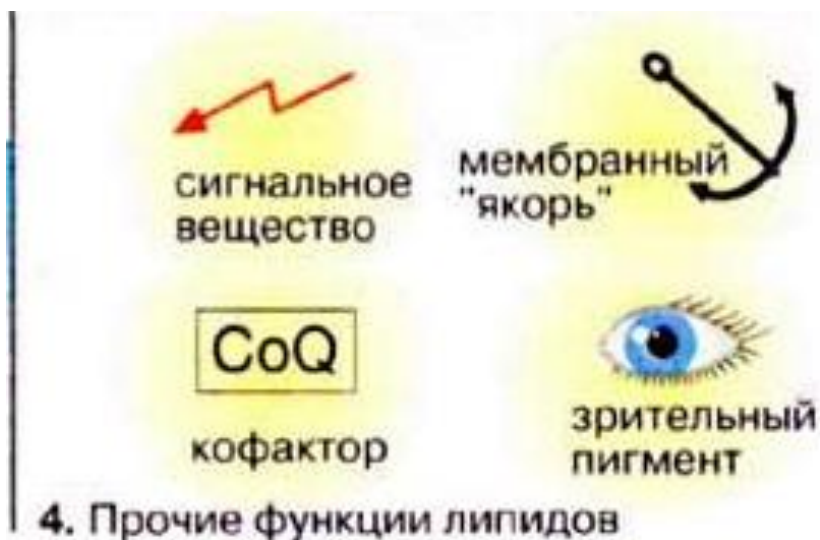 сигнальное
вещество
мембранный
"якорь"
CoQ
кофактор
зрительный
пигмент
4. Прочие функции липидов